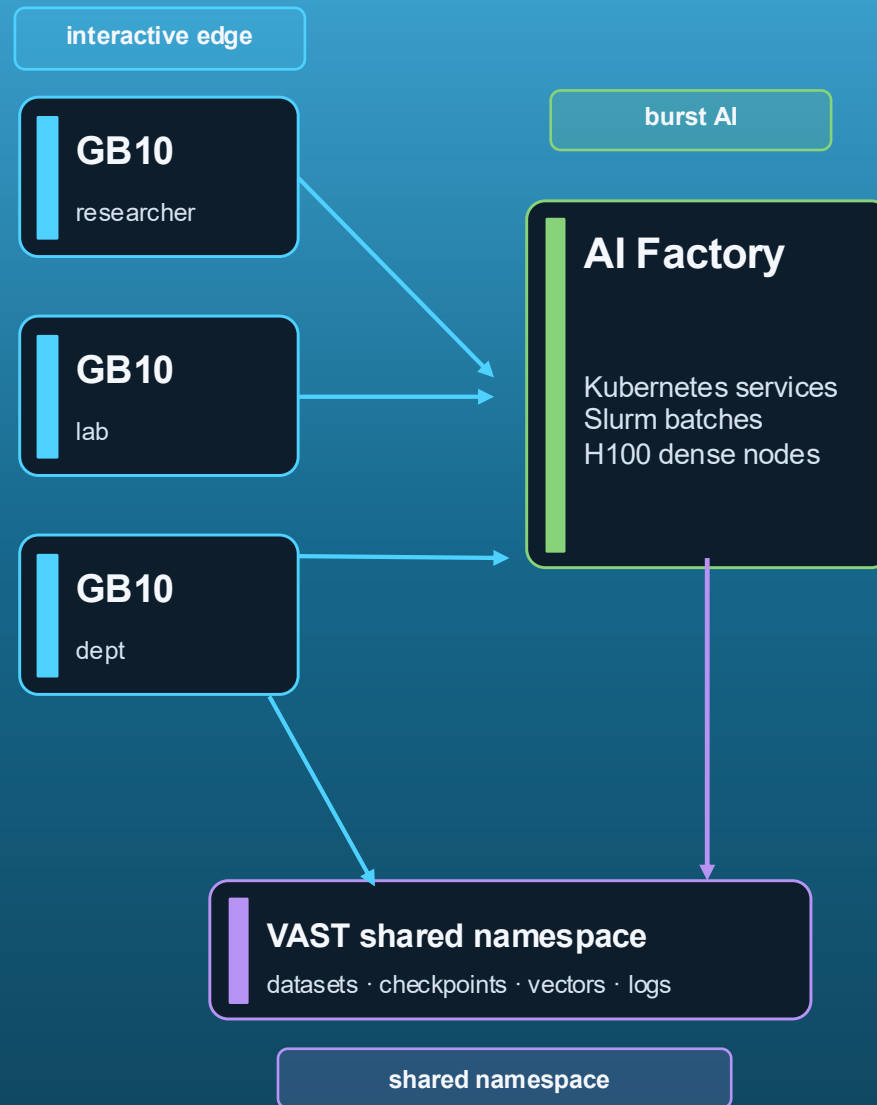 interactive edge
GB10
researcher
GB10
lab
GB10
dept
burst AI
AI Factory
Kubernetes services
Slurm batches
H100 dense nodes
VAST shared namespace
datasets · checkpoints · vectors · logs
shared namespace